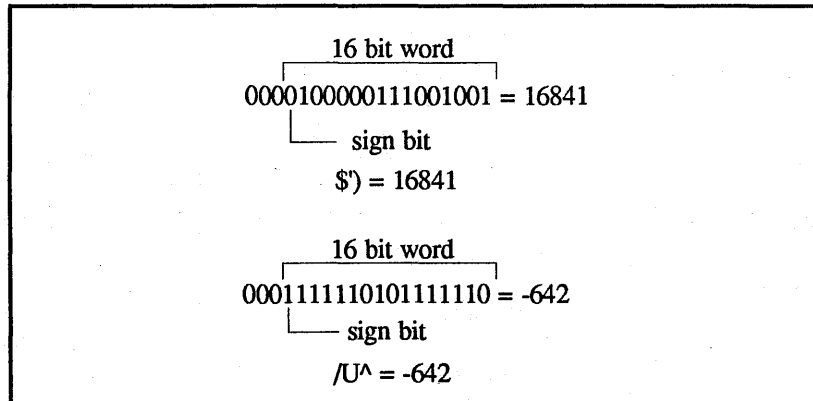 16 bit word
0000100000111001001 = 16841
sign bit
$') = 16841
16 bit word
0001111110101111110 = -642
sign bit
/U^ = -642